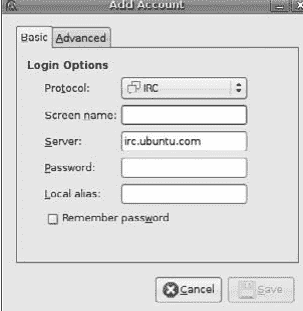 Add Account
Basic Advanced
Login Options
Protocol: IRC
Screen name:
Server: irc.ubuntu.com
Password:
Local alias:
Remember password
Cancel Save